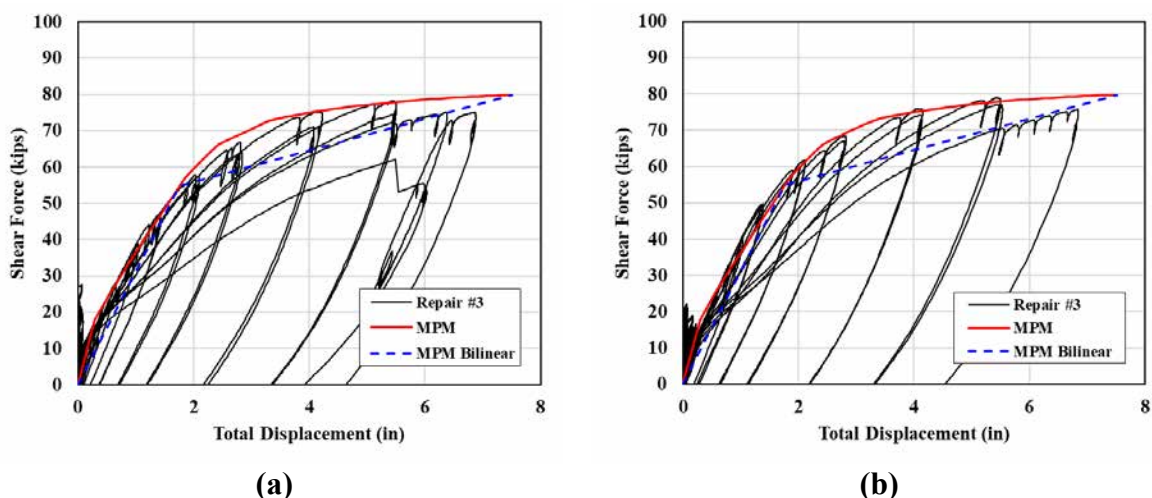 100
90
80
70
60
50
40
30
20
10
0
Shear Force (kips)
Repair #3
MPM
MPM Bilinear
0 2 4 6 8
Total Displacement (in)
(a)
100
90
80
70
60
50
40
30
20
10
0
Shear Force (kips)
Repair #3
MPM
MPM Bilinear
0 2 4 6 8
Total Displacement (in)
(b)